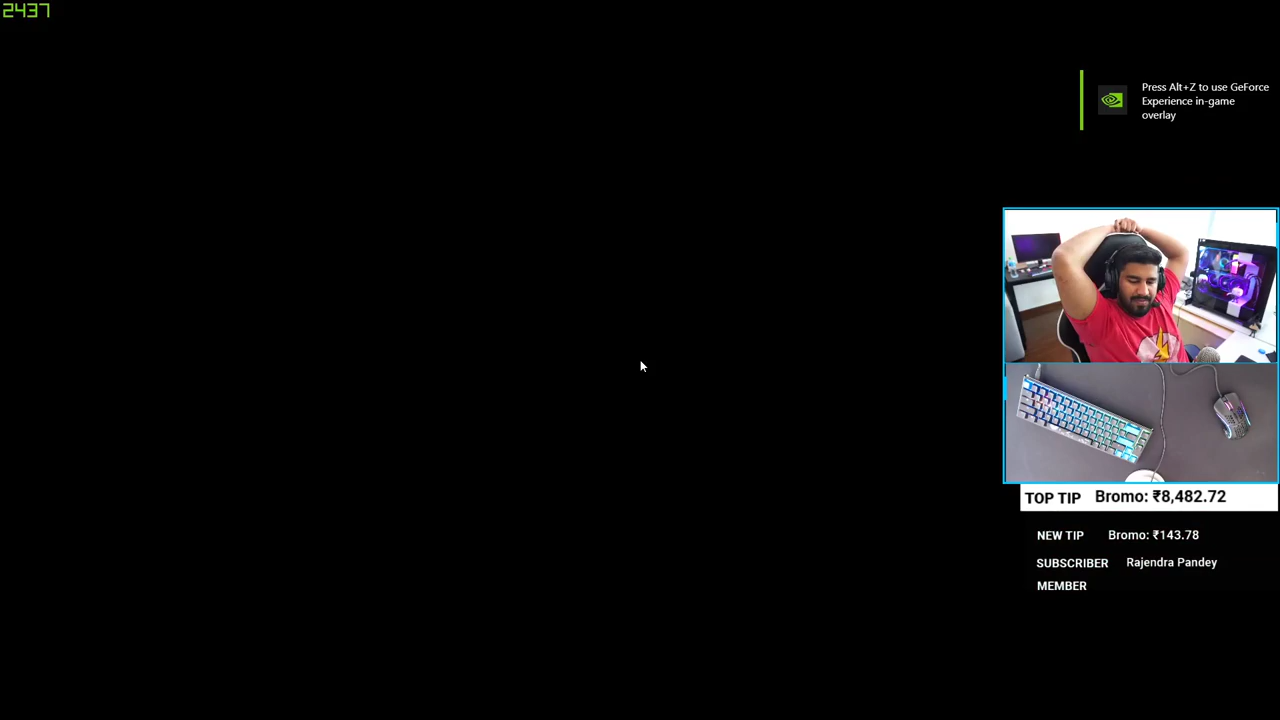 2437
Press Alt+Z to use GeForce
Experience in-game
overlay
TOP TIP Bromo: ₹8,482.72
NEW TIP Bromo: ₹143.78
SUBSCRIBER Rajendra Pandey
MEMBER